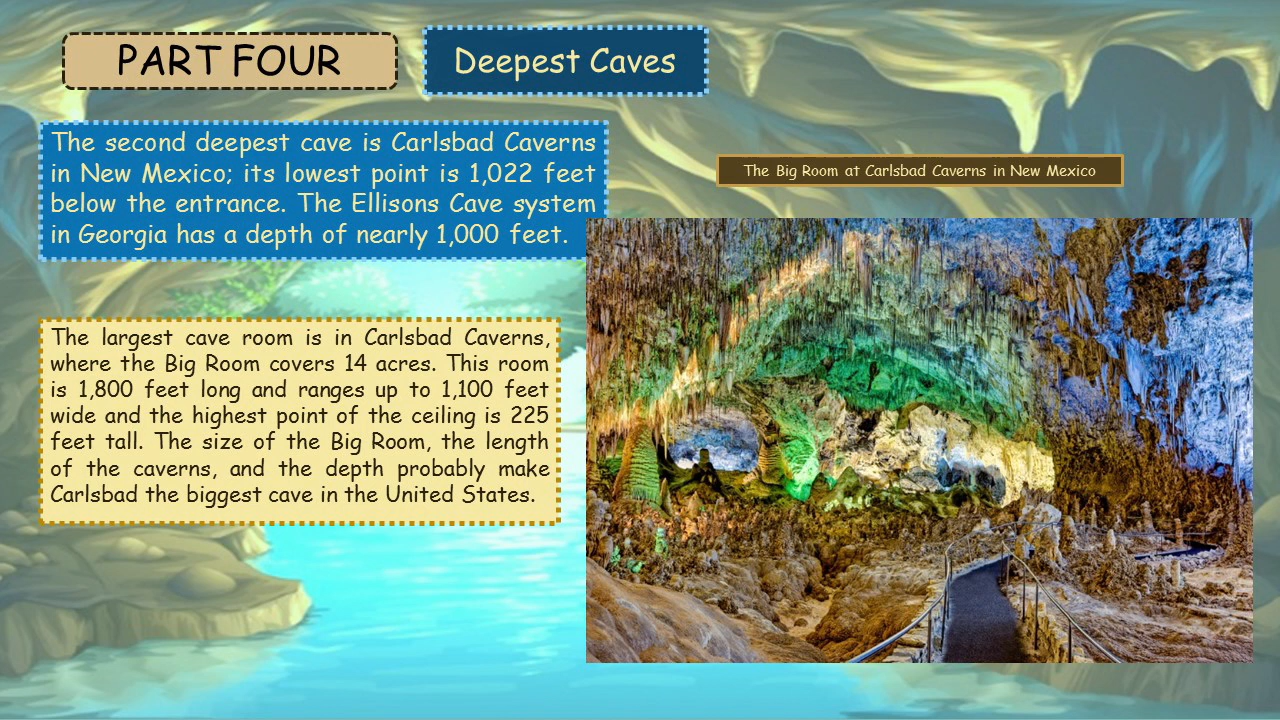 PART FOUR
Deepest Caves
The second deepest cave is Carlsbad Caverns
in New Mexico; its lowest point is 1,022 feet
below the entrance. The Ellisons Cave system
in Georgia has a depth of nearly 1,000 feet.
The Big Room at Carlsbad Caverns in New Mexico
The largest cave room is in Carlsbad Caverns,
where the Big Room covers 14 acres. This room
is 1,800 feet long and ranges up to 1,100 feet
wide and the highest point of the ceiling is 225
feet tall. The size of the Big Room, the length
of the caverns, and the depth probably make
Carlsbad the biggest cave in the United States.